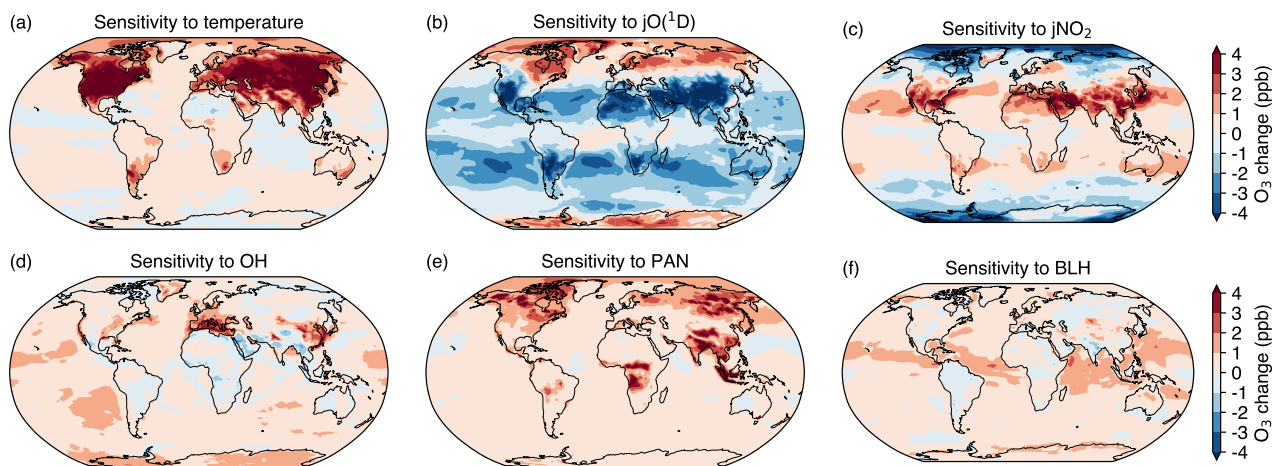 (a) Sensitivity to temperature
(b) Sensitivity to jO(¹D)
(c) Sensitivity to jNO₂
4
3
2
1
0
-1
-2
-3
-4
O₃ change (ppb)
(d) Sensitivity to OH
(e) Sensitivity to PAN
(f) Sensitivity to BLH
4
3
2
1
0
-1
-2
-3
-4
O₃ change (ppb)